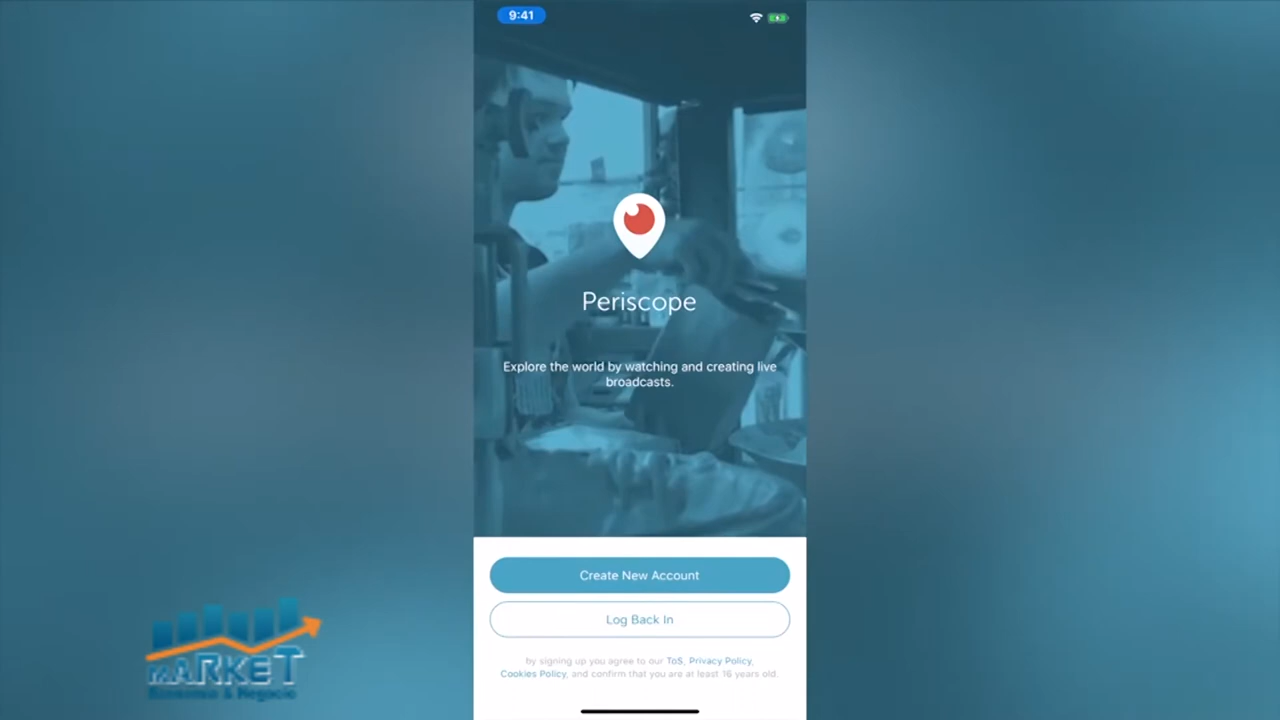 9:41
Periscope
Explore the world by watching and creating live
broadcasts.
Create New Account
Log Back In
by signing up you agree to our ToS, Privacy Policy,
Cookies Policy, and confirm that you are at least 16 years old.
MARKET
Economia & Negocio